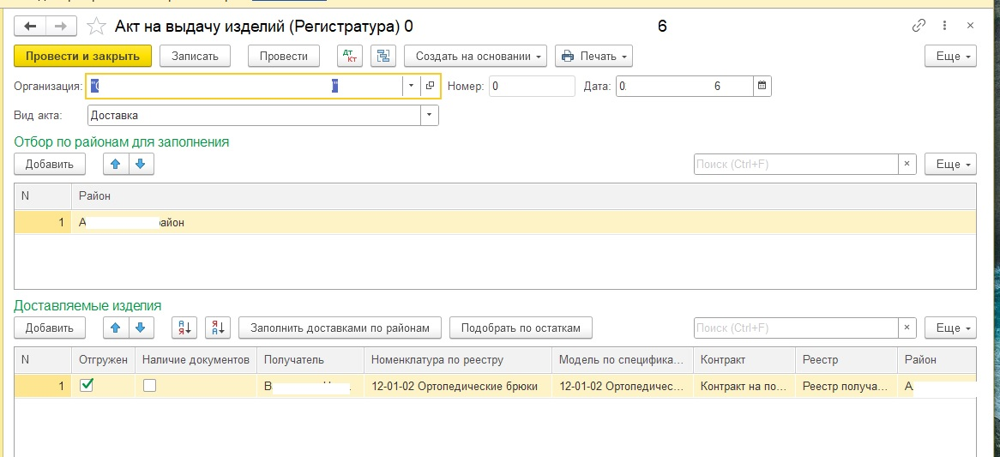 Акт на выдачу изделий (Регистратура) 0 6
Провести и закрыть Записать Провести Дт Кт Создать на основании Печать Еще
Организация: "( )" Номер: 0 Дата: 0 6
Вид акта: Доставка
Отбор по районам для заполнения
Добавить Поиск (Ctrl+F) × Еще
N Район
1 А айон
Доставляемые изделия
Добавить А Я Я А Заполнить доставками по районам Подобрать по остаткам Поиск (Ctrl+F) × Еще
N Отгружен Наличие документов Получатель Номенклатура по реестру Модель по специфика... Контракт Реестр Район
1 В 12-01-02 Ортопедические брюки 12-01-02 Ортопедичес... Контракт на по... Реестр получа... А